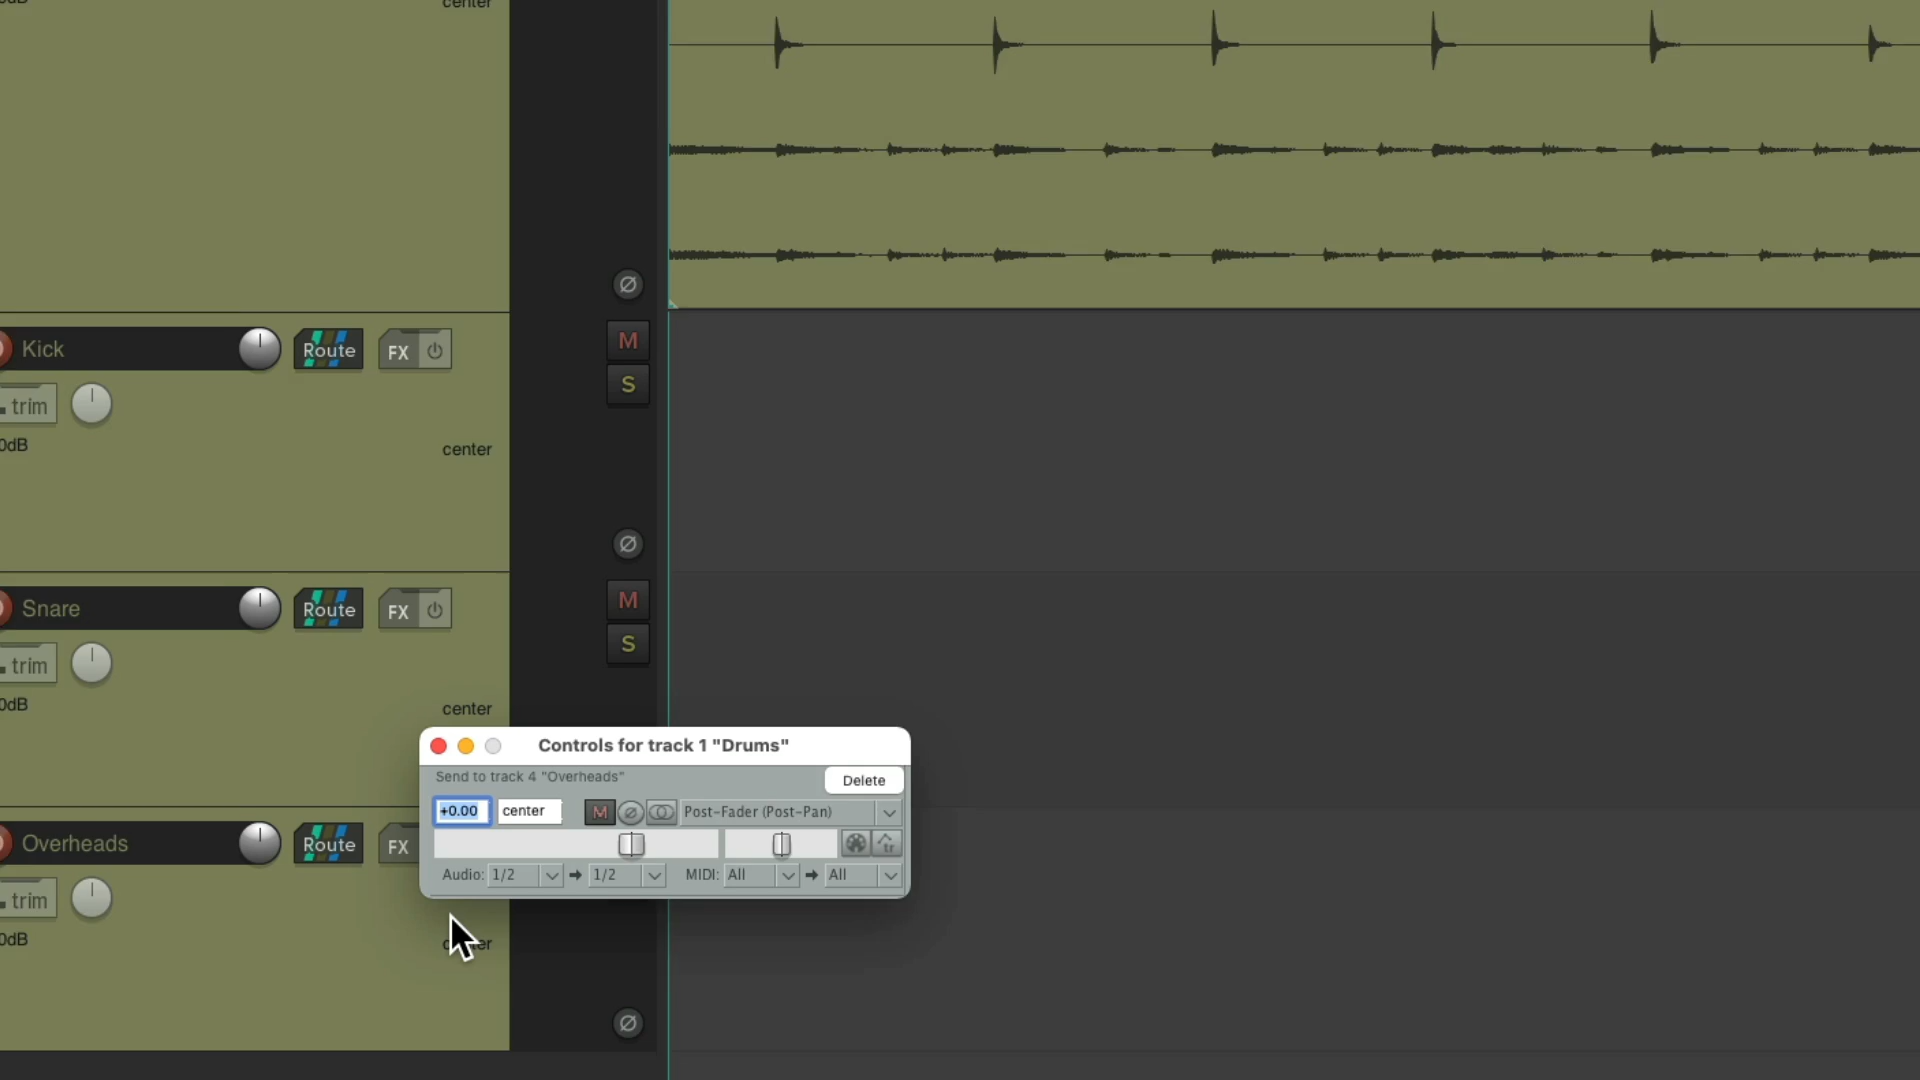 center
Kick
Route
FX
M
S
trim
0dB
center
Snare
Route
FX
M
S
trim
0dB
center
Controls for track 1 "Drums"
Send to track 4 "Overheads"
Delete
+0.00
center
M
Post-Fader (Post-Pan)
tr
Audio: 1/2
1/2
MIDI: All
All
Overheads
Route
FX
trim
0dB